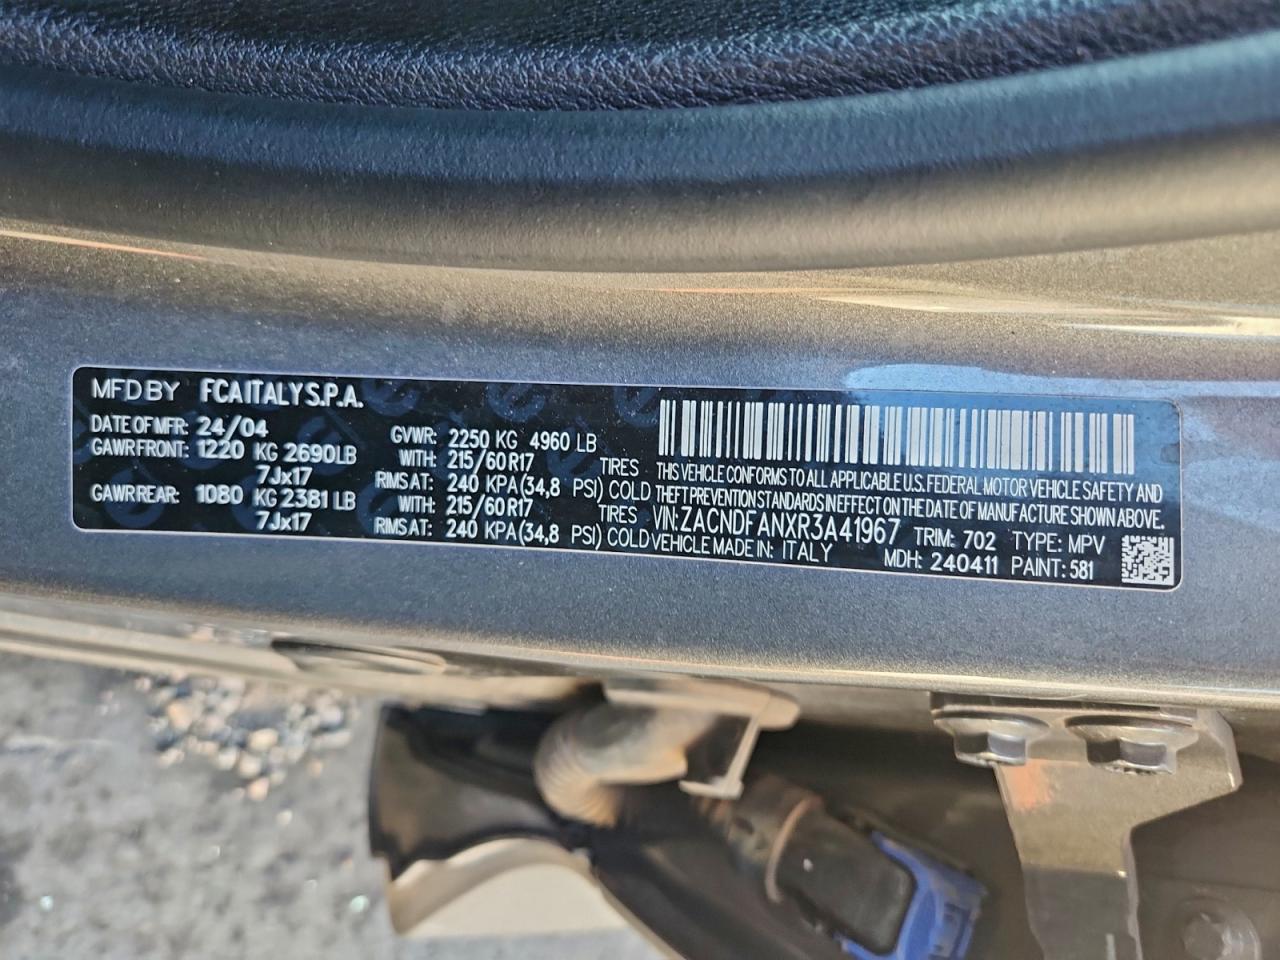 MFD BY FCA ITALY S.P.A.
DATE OF MFR: 24/04 GVWR: 2250 KG 4960 LB
GAWR FRONT: 1220 KG 2690LB WITH: 215/60 R17 TIRES
7Jx17 RIMS AT: 240 KPA (34,8 PSI) COLD
GAWR REAR: 1080 KG 2381 LB WITH: 215/60 R17 TIRES
7Jx17 RIMS AT: 240 KPA (34,8 PSI) COLD
THIS VEHICLE CONFORMS TO ALL APPLICABLE U.S. FEDERAL MOTOR VEHICLE SAFETY AND
THEFT PREVENTION STANDARDS IN EFFECT ON THE DATE OF MANUFACTURE SHOWN ABOVE.
VIN: ZACNDFANXR3A41967 TRIM: 702 TYPE: MPV
VEHICLE MADE IN: ITALY MDH: 240411 PAINT: 581